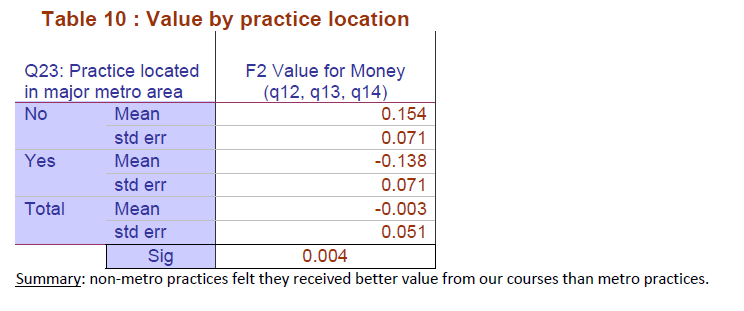 Table 10 : Value by practice location
Q23: Practice located in major metro area F2 Value for Money (q12, q13, q14)
No Mean 0.154
std err 0.071
Yes Mean -0.138
std err 0.071
Total Mean -0.003
std err 0.051
Sig 0.004
Summary: non-metro practices felt they received better value from our courses than metro practices.